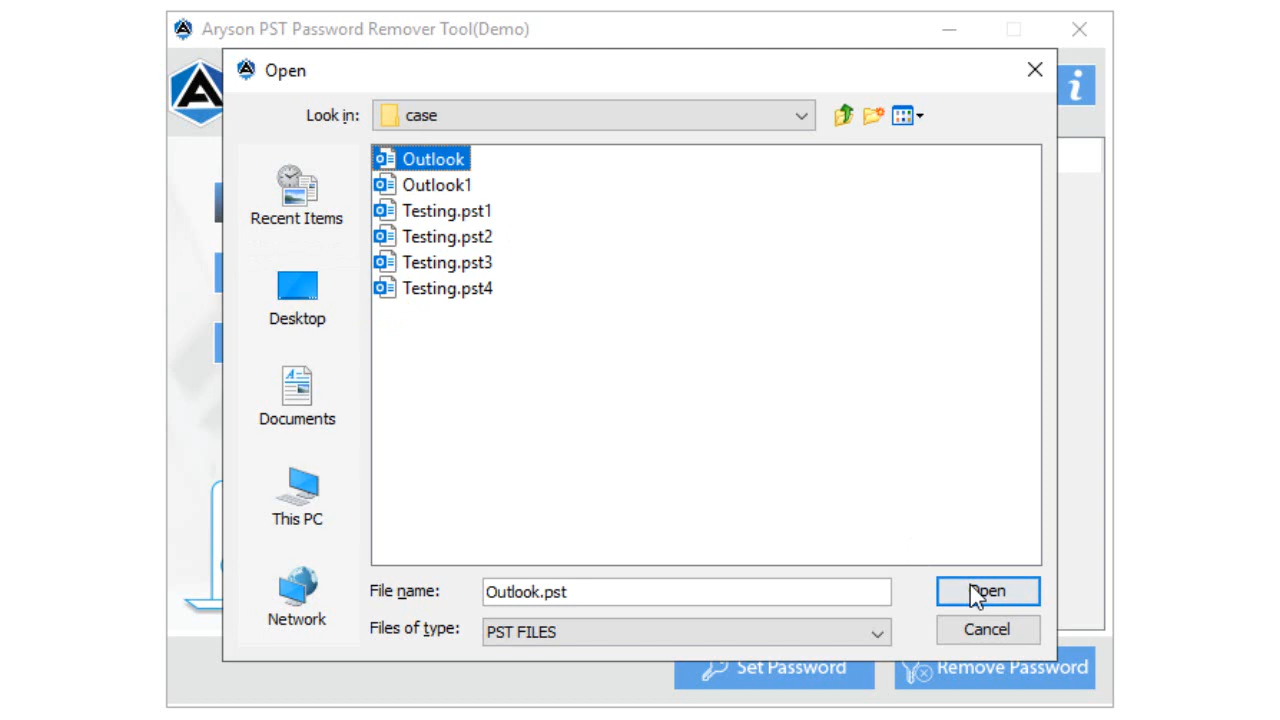 Aryson PST Password Remover Tool(Demo)
Open
Look in:
case
Recent Items
Desktop
Documents
This PC
Network
Outlook
Outlook1
Testing.pst1
Testing.pst2
Testing.pst3
Testing.pst4
File name:
Outlook.pst
Open
Files of type:
PST FILES
Cancel
Set Password
Remove Password